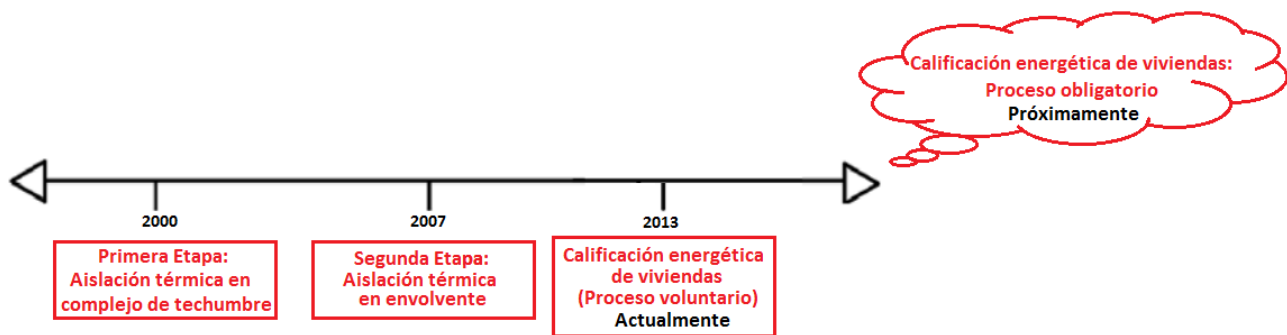 Calificación energética de viviendas:
Proceso obligatorio
Próximamente
2000
2007
2013
Primera Etapa:
Aislación térmica en
complejo de techumbre
Segunda Etapa:
Aislación térmica
en envolvente
Calificación energética
de viviendas
(Proceso voluntario)
Actualmente